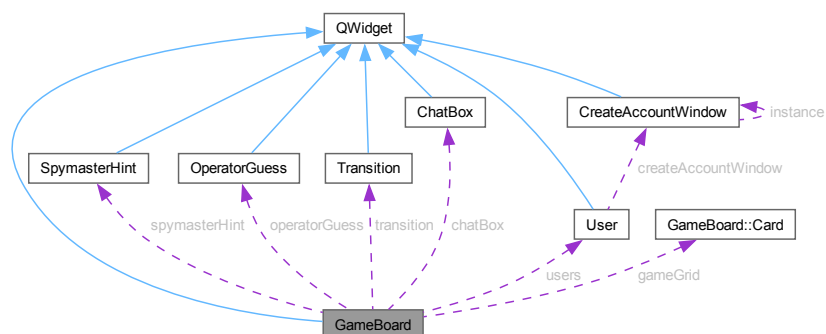 QWidget
ChatBox
CreateAccountWindow
instance
SpymasterHint
OperatorGuess
Transition
createAccountWindow
spymasterHint
operatorGuess
transition
chatBox
User
GameBoard::Card
users
gameGrid
GameBoard